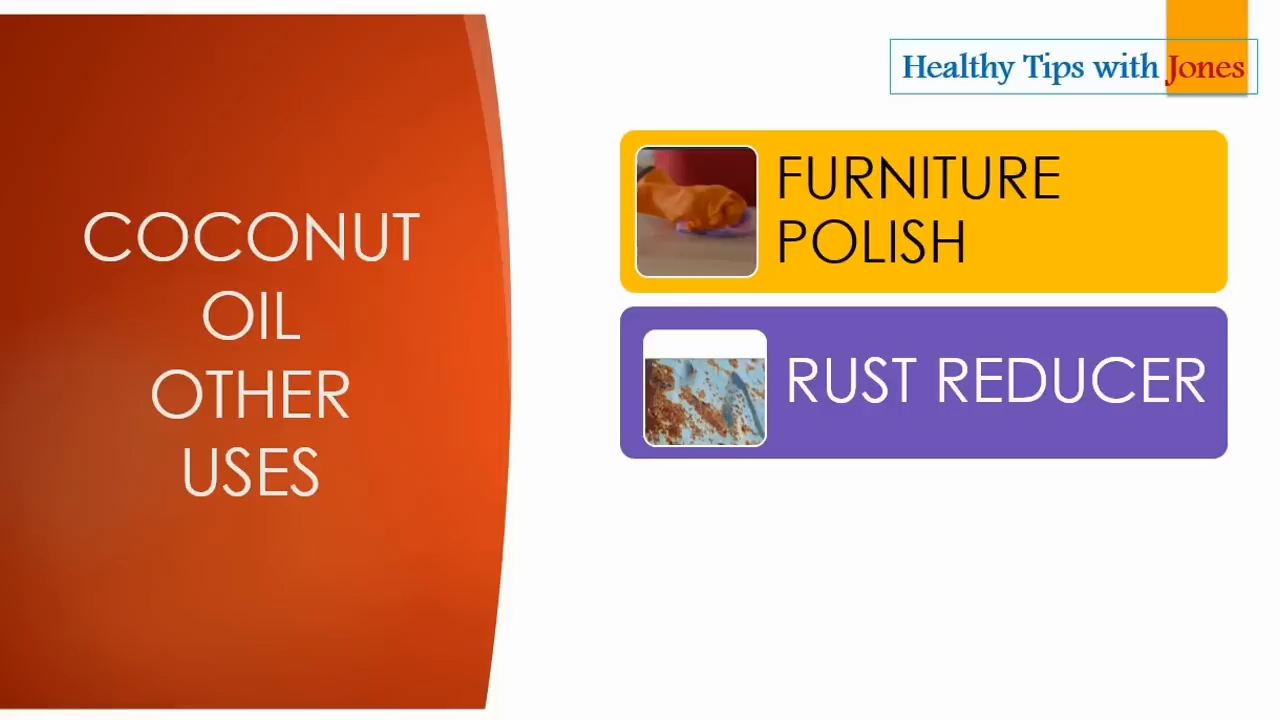 Healthy Tips with Jones
COCONUT
OIL
OTHER
USES
FURNITURE
POLISH
RUST REDUCER